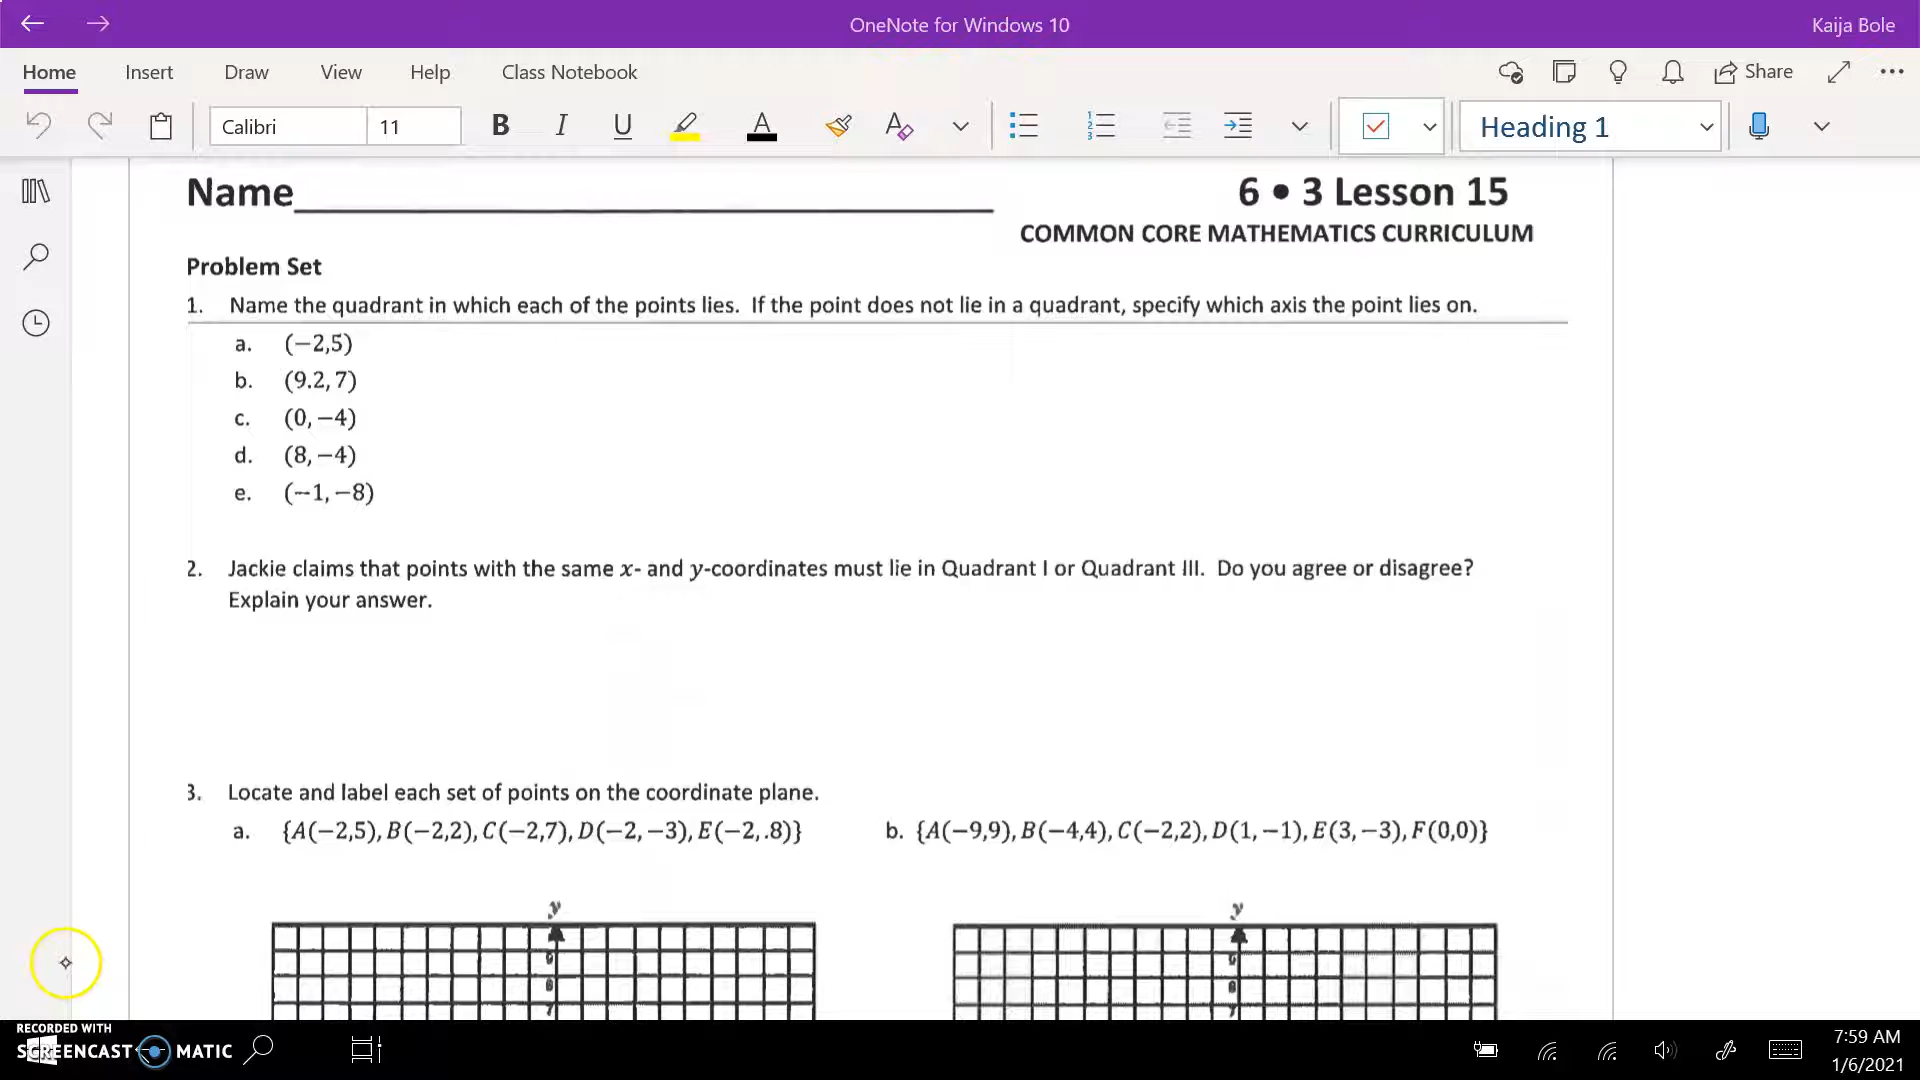 OneNote for Windows 10
Kaija Bole
Home Insert Draw View Help Class Notebook Share
Calibri 11 B I U A A Heading 1
Name 6 • 3 Lesson 15
COMMON CORE MATHEMATICS CURRICULUM
Problem Set
1. Name the quadrant in which each of the points lies. If the point does not lie in a quadrant, specify which axis the point lies on.
a. (−2,5)
b. (9.2, 7)
c. (0, −4)
d. (8, −4)
e. (−1, −8)
2. Jackie claims that points with the same x- and y-coordinates must lie in Quadrant I or Quadrant III. Do you agree or disagree?
Explain your answer.
3. Locate and label each set of points on the coordinate plane.
a. {A(−2,5), B(−2,2), C(−2,7), D(−2, −3), E(−2, .8)} b. {A(−9,9), B(−4,4), C(−2,2), D(1, −1), E(3, −3), F(0,0)}
y y
9 9
8 8
7 7
RECORDED WITH
SCREENCAST MATIC
7:59 AM
1/6/2021